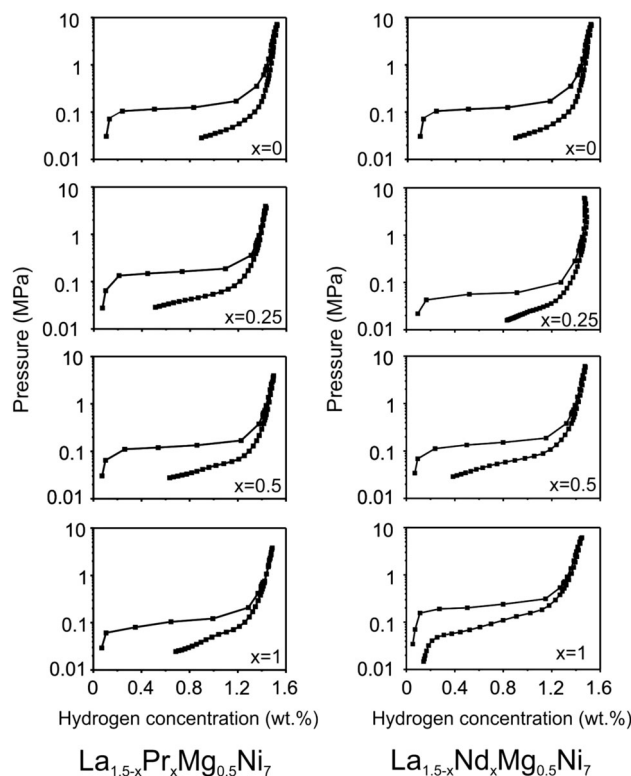 10
1
0.1
0.01
x=0
10
1
0.1
0.01
x=0.25
10
1
0.1
0.01
x=0.5
10
1
0.1
0.01
x=1
0 0.4 0.8 1.2 1.6
Pressure (MPa)
Hydrogen concentration (wt.%)
La1.5-xPrxMg0.5Ni7
10
1
0.1
0.01
x=0
10
1
0.1
0.01
x=0.25
10
1
0.1
0.01
x=0.5
10
1
0.1
0.01
x=1
0 0.4 0.8 1.2 1.6
Pressure (MPa)
Hydrogen concentration (wt.%)
La1.5-xNdxMg0.5Ni7